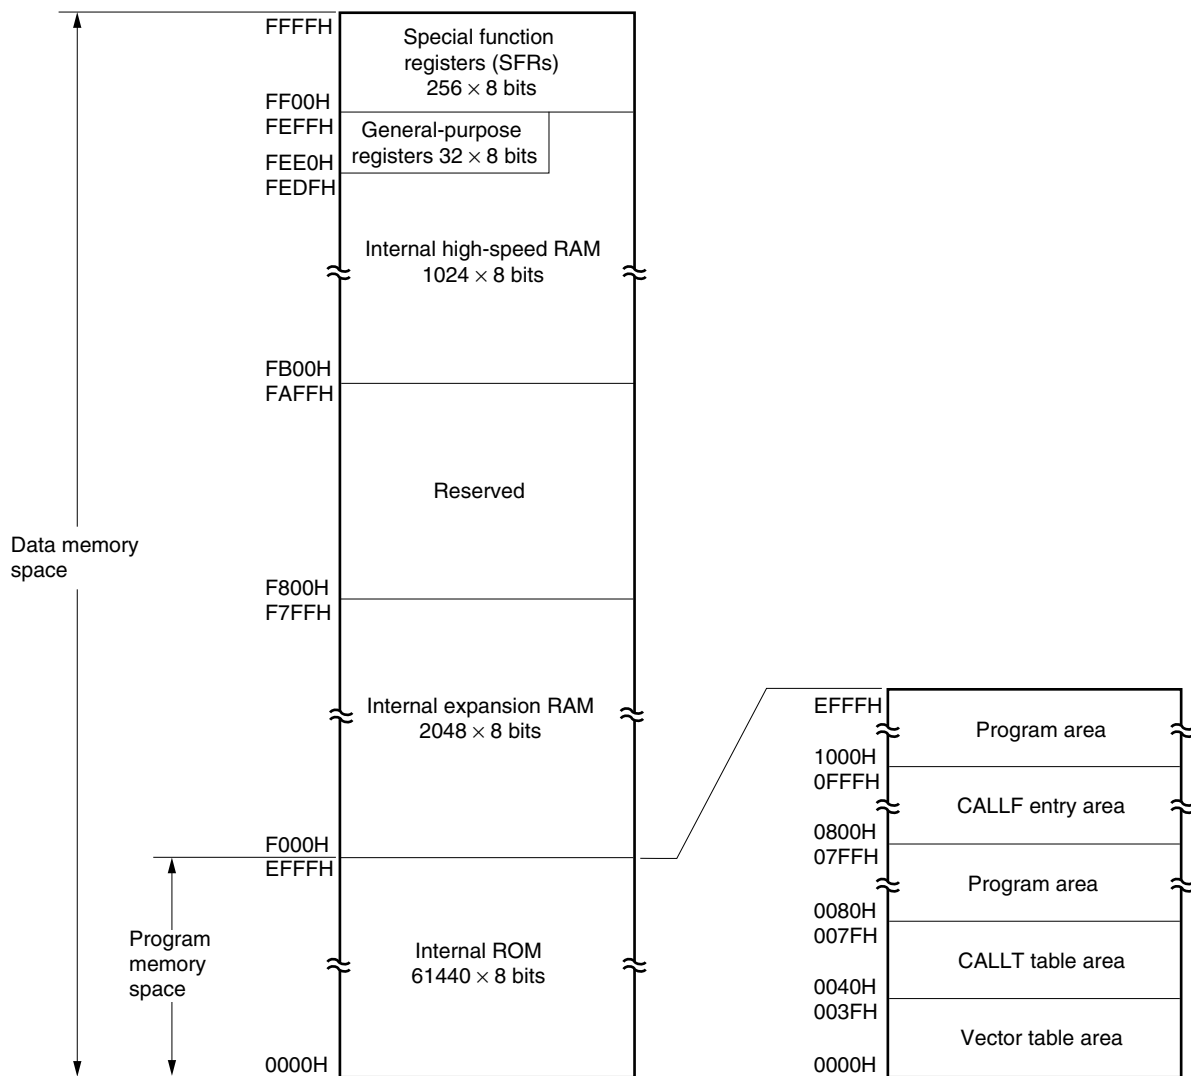 FFFFH
Special function
registers (SFRs)
256 × 8 bits
FF00H
FEFFH
General-purpose
registers 32 × 8 bits
FEE0H
FEDFH
Internal high-speed RAM
1024 × 8 bits
FB00H
FAFFH
Reserved
Data memory
space
F800H
F7FFH
Internal expansion RAM
2048 × 8 bits
F000H
EFFFH
Program
memory
space
Internal ROM
61440 × 8 bits
0000H
EFFFH
Program area
1000H
0FFFH
CALLF entry area
0800H
07FFH
Program area
0080H
007FH
CALLT table area
0040H
003FH
Vector table area
0000H